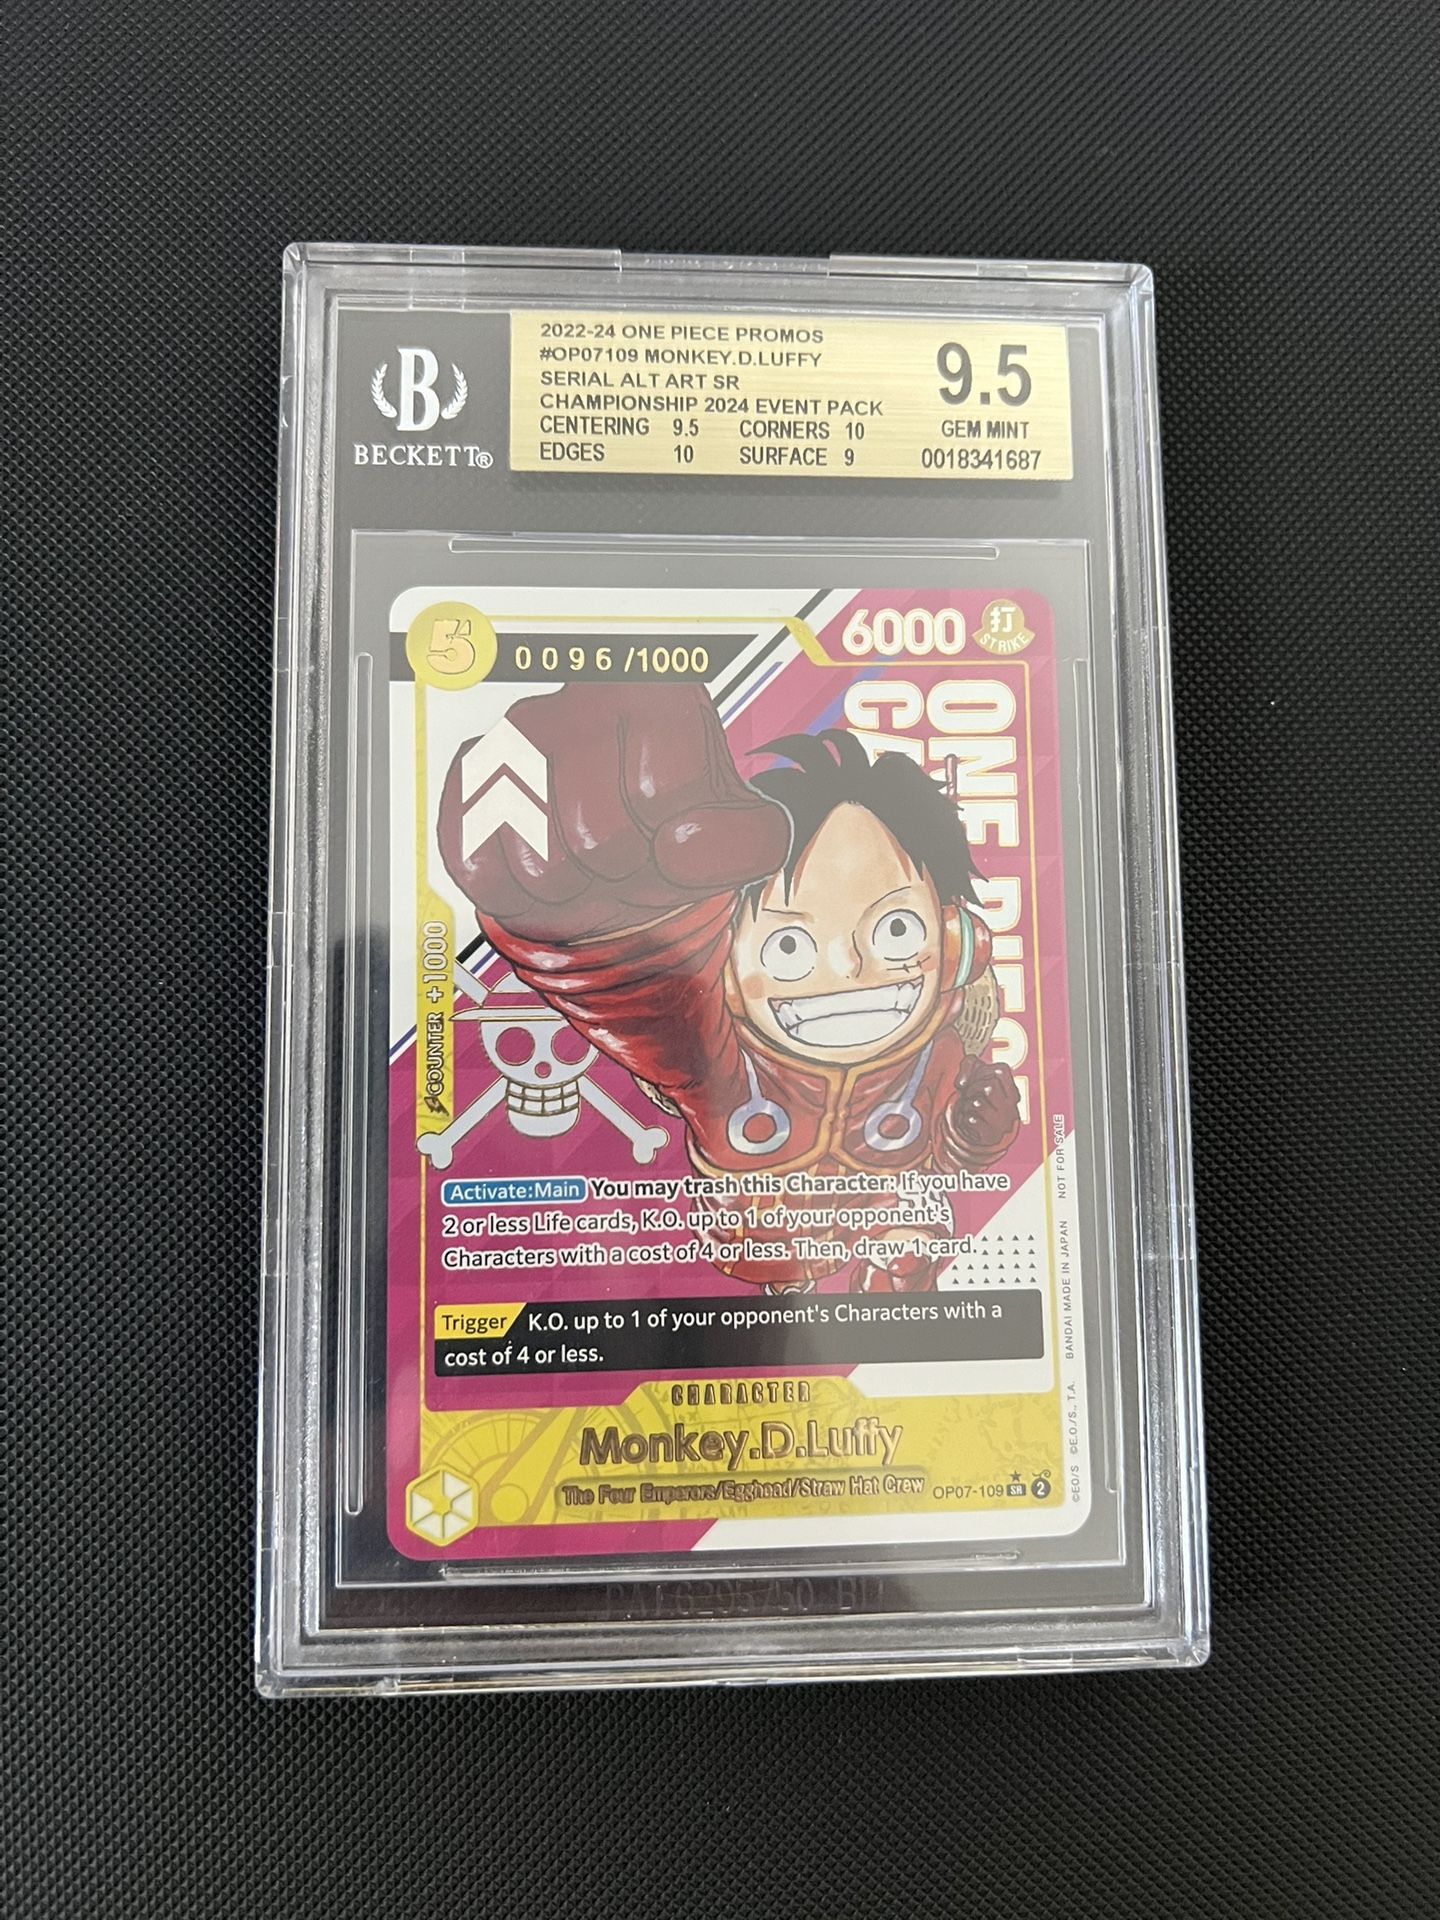 B
BECKETT®
2022-24 ONE PIECE PROMOS
#OP07109 MONKEY.D.LUFFY
SERIAL ALT ART SR
CHAMPIONSHIP 2024 EVENT PACK
CENTERING 9.5 CORNERS 10
EDGES 10 SURFACE 9
9.5
GEM MINT
0018341687
5
0096/1000
6000
打
STRIKE
ONE PIECE
COUNTER +1000
Activate:Main You may trash this Character: If you have
2 or less Life cards, K.O. up to 1 of your opponent's
Characters with a cost of 4 or less. Then, draw 1 card.
Trigger K.O. up to 1 of your opponent's Characters with a
cost of 4 or less.
CHARACTER
Monkey.D.Luffy
The Four Emperors/Egghead/Straw Hat Crew
OP07-109 SR 2
©EO/S ©E.O./S., T.A. BANDAI MADE IN JAPAN NOT FOR SALE